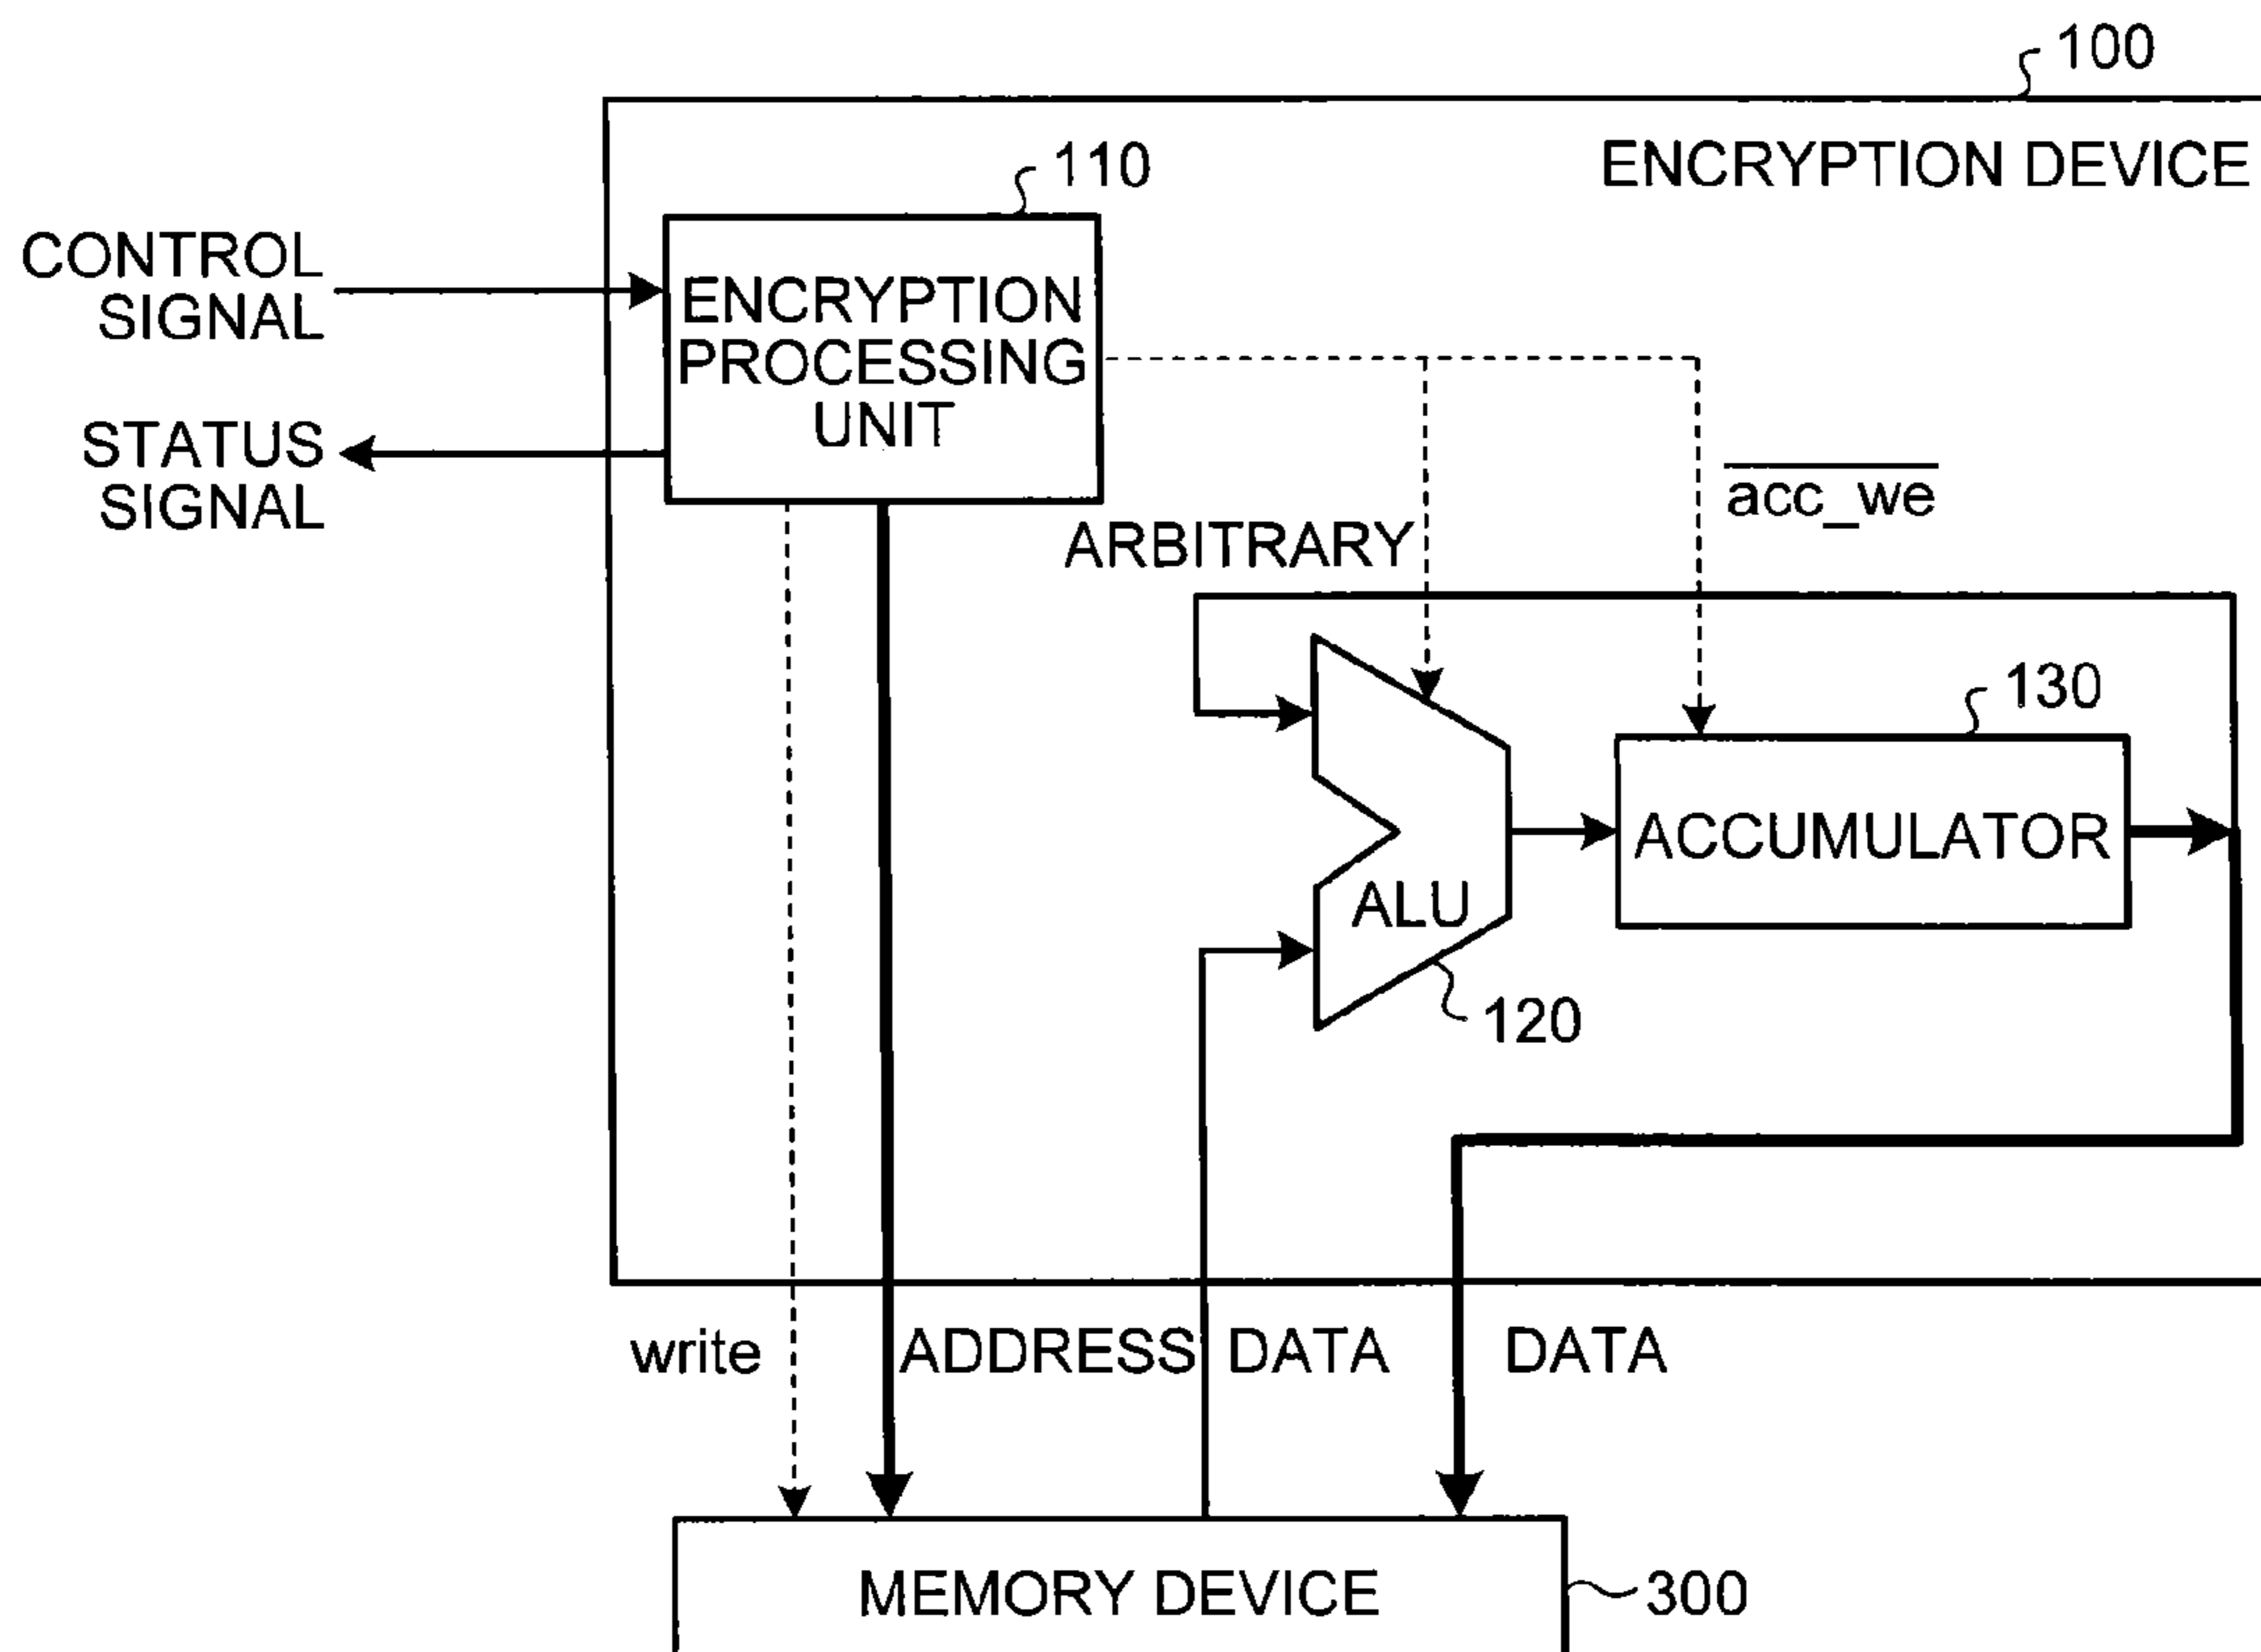 100
ENCRYPTION DEVICE
110
CONTROL
SIGNAL
ENCRYPTION
PROCESSING
UNIT
STATUS
SIGNAL
acc_we
ARBITRARY
130
ACCUMULATOR
ALU
120
write
ADDRESS
DATA
DATA
MEMORY DEVICE
300